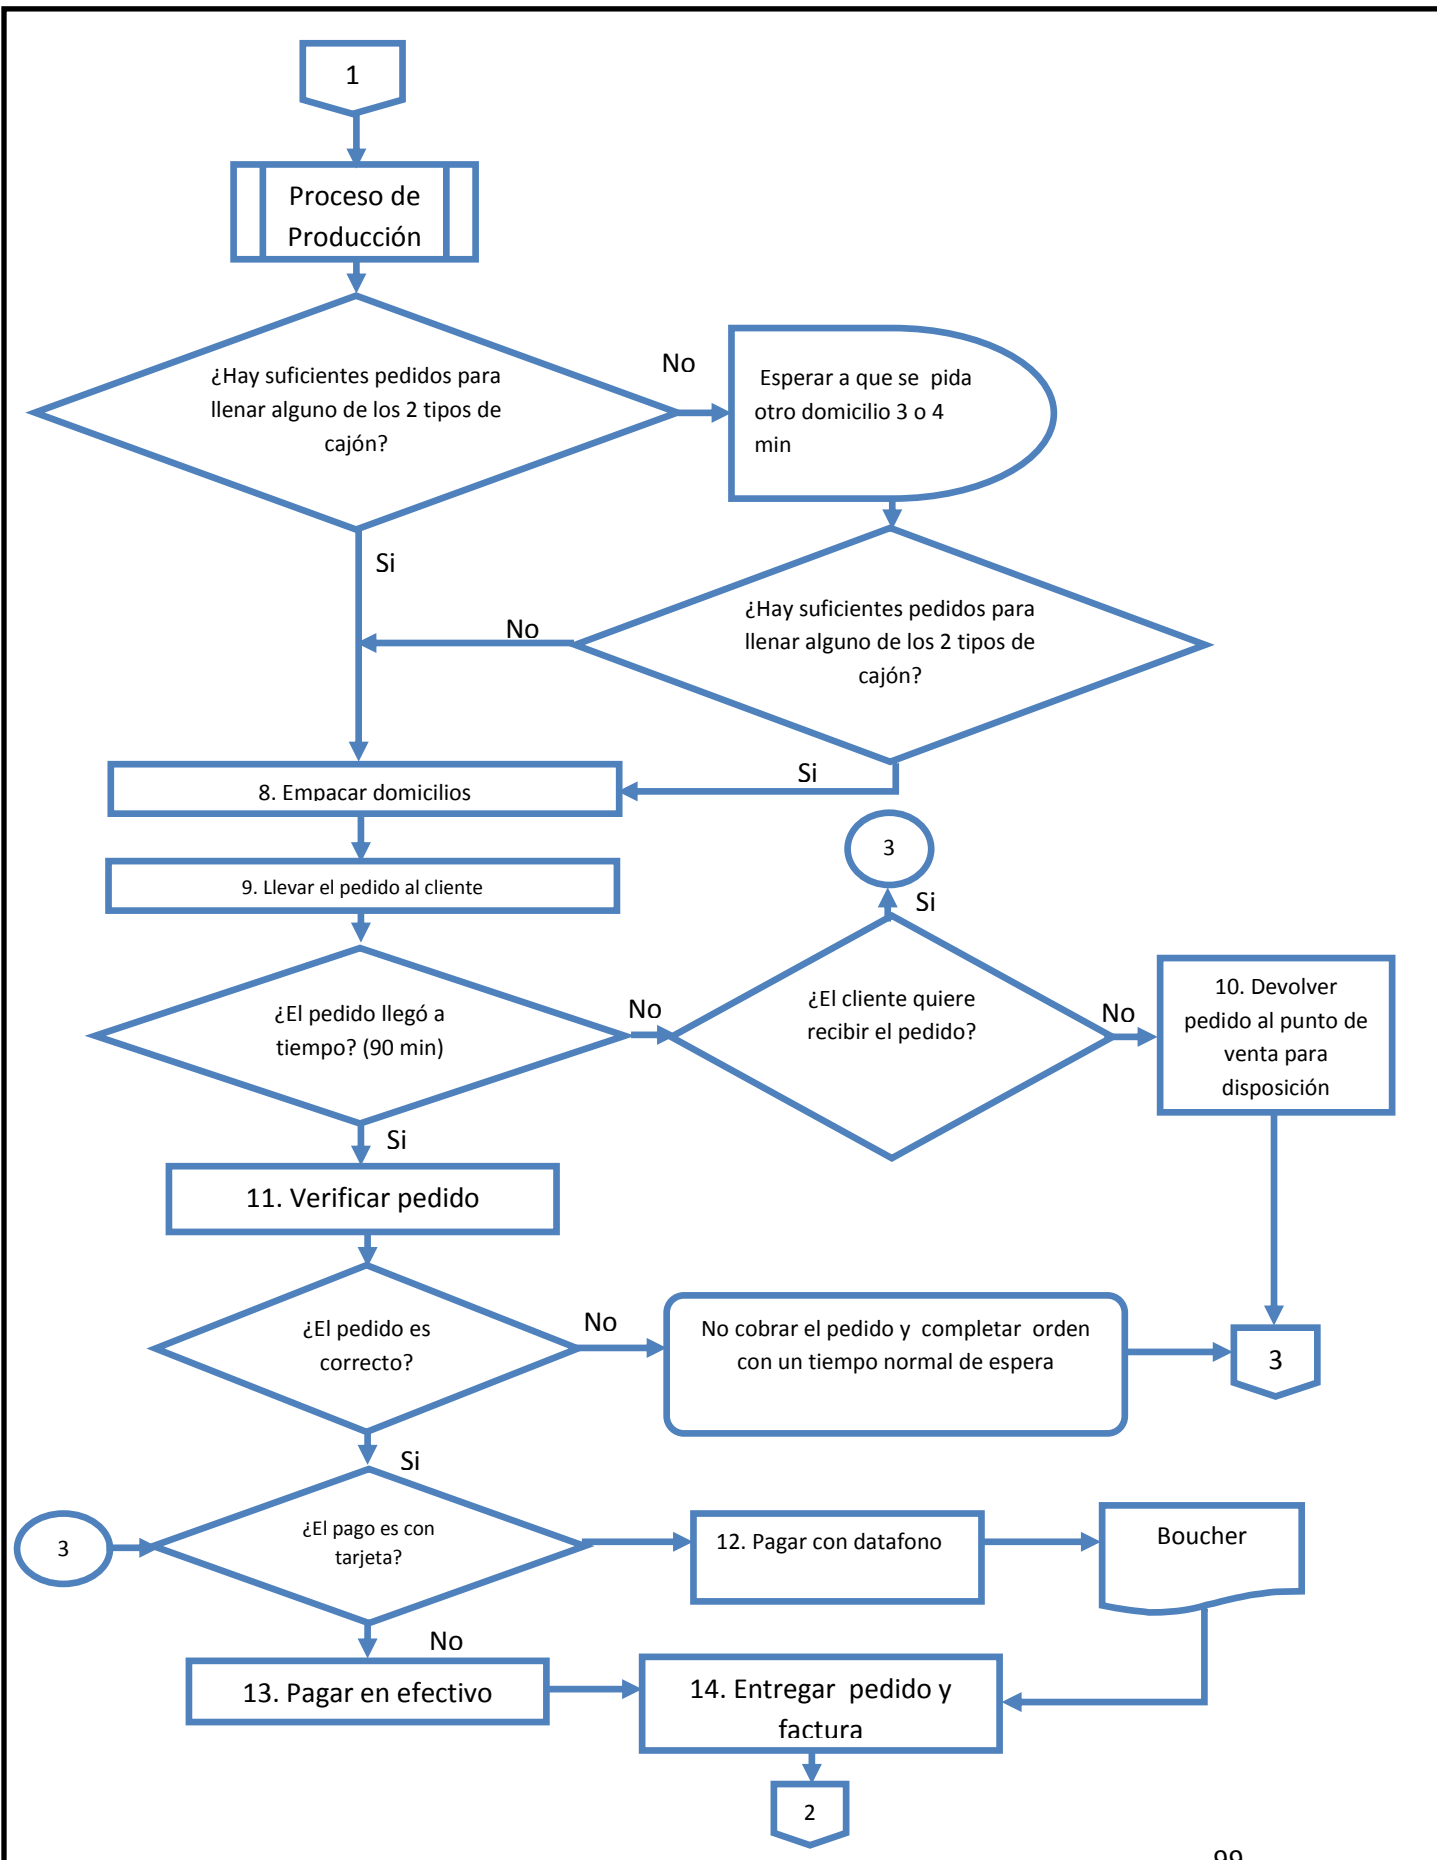 1
Proceso de
Producción
¿Hay suficientes pedidos para
llenar alguno de los 2 tipos de
cajón?
No
Esperar a que se pida
otro domicilio 3 o 4
min
Si
¿Hay suficientes pedidos para
llenar alguno de los 2 tipos de
cajón?
No
Si
8. Empacar domicilios
3
9. Llevar el pedido al cliente
Si
¿El pedido llegó a
tiempo? (90 min)
No
¿El cliente quiere
recibir el pedido?
No
10. Devolver
pedido al punto de
venta para
disposición
Si
11. Verificar pedido
¿El pedido es
correcto?
No
No cobrar el pedido y completar orden
con un tiempo normal de espera
3
Si
3
¿El pago es con
tarjeta?
12. Pagar con datafono
Boucher
No
13. Pagar en efectivo
14. Entregar pedido y
factura
2
99